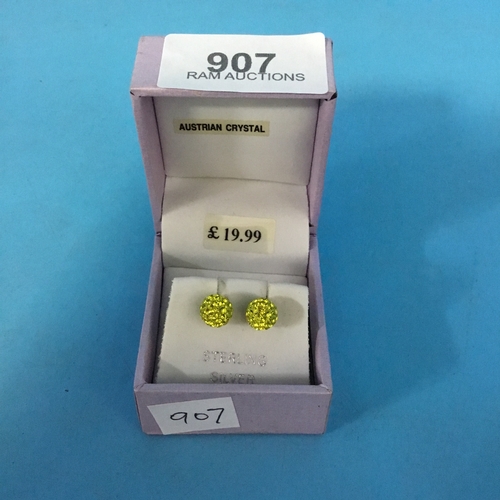 907
RAM AUCTIONS
AUSTRIAN CRYSTAL
£ 19.99
STERLING
SILVER
907